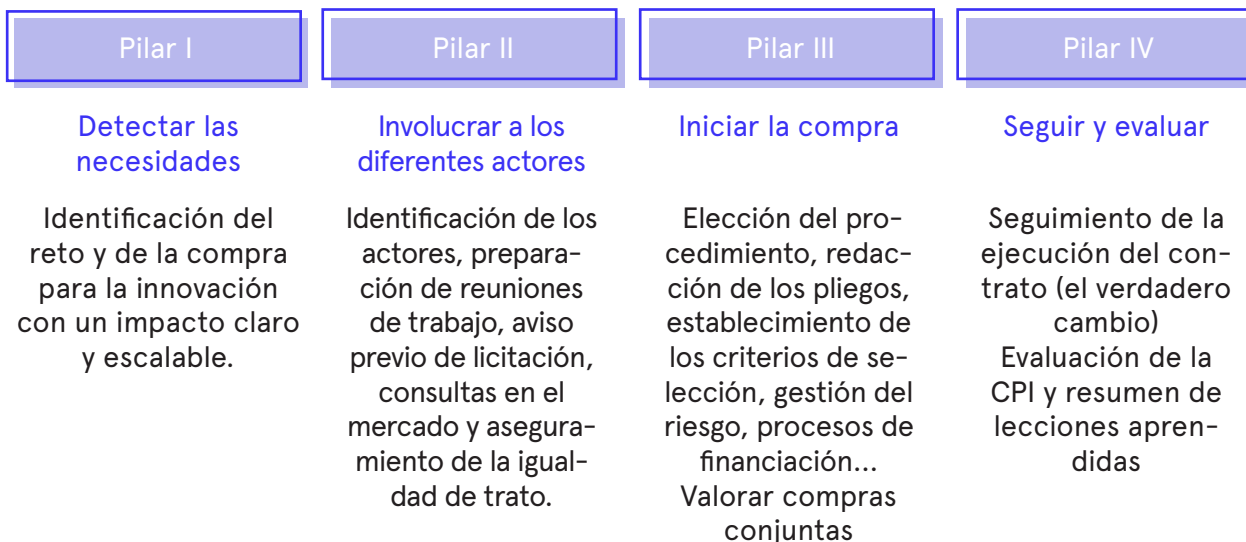 Pilar I
Detectar las
necesidades
Identificación del
reto y de la compra
para la innovación
con un impacto claro
y escalable.
Pilar II
Involucrar a los
diferentes actores
Identificación de los
actores, prepara-
ción de reuniones
de trabajo, aviso
previo de licitación,
consultas en el
mercado y asegura-
miento de la igual-
dad de trato.
Pilar III
Iniciar la compra
Elección del pro-
cedimiento, redac-
ción de los pliegos,
establecimiento de
los criterios de se-
lección, gestión del
riesgo, procesos de
financiación...
Valorar compras
conjuntas
Pilar IV
Seguir y evaluar
Seguimiento de la
ejecución del con-
trato (el verdadero
cambio)
Evaluación de la
CPI y resumen de
lecciones apren-
didas